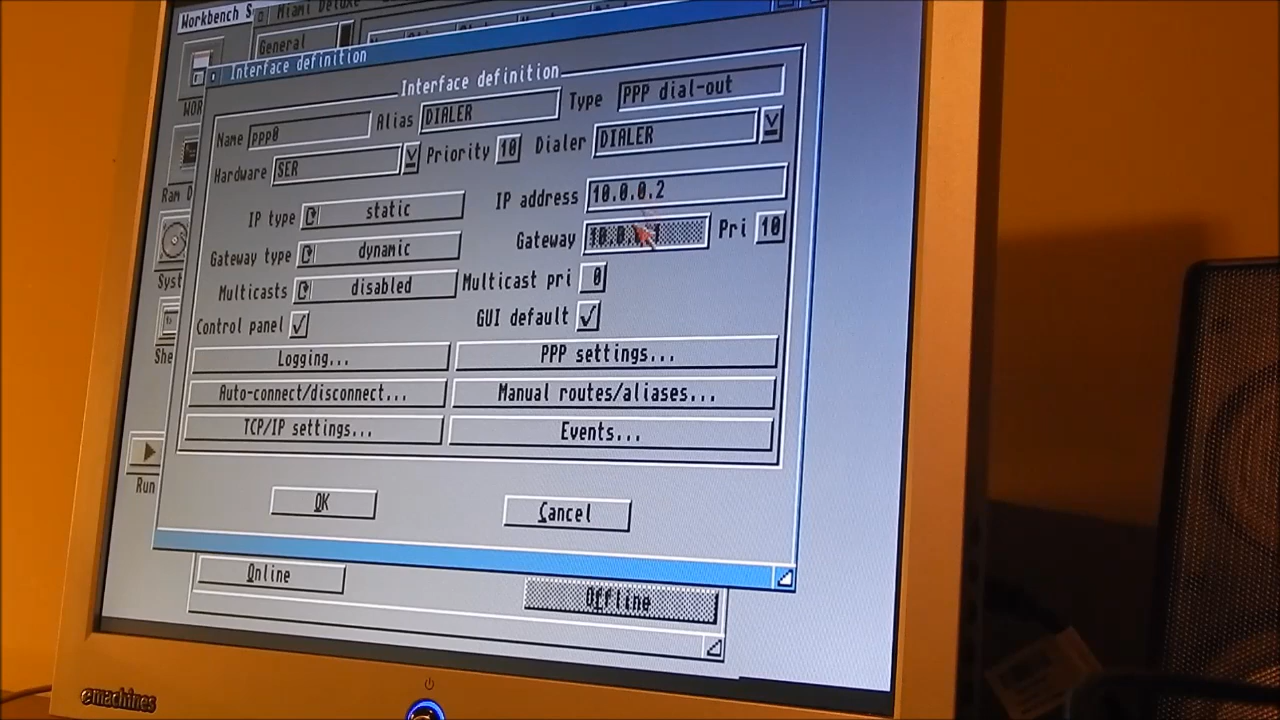 Workbench S
Miami Deluxe
General
Interface definition
WOR
Ram D
Syst
She
Run
Interface definition
Name ppp0 Alias DIALER Type PPP dial-out
Hardware SER Priority 10 Dialer DIALER
IP type static IP address 10.0.0.2
Gateway type dynamic Gateway Pri 10
Multicasts disabled Multicast pri 0
Control panel GUI default
Logging... PPP settings...
Auto-connect/disconnect... Manual routes/aliases...
TCP/IP settings... Events...
OK Cancel
Online Offline
emachines